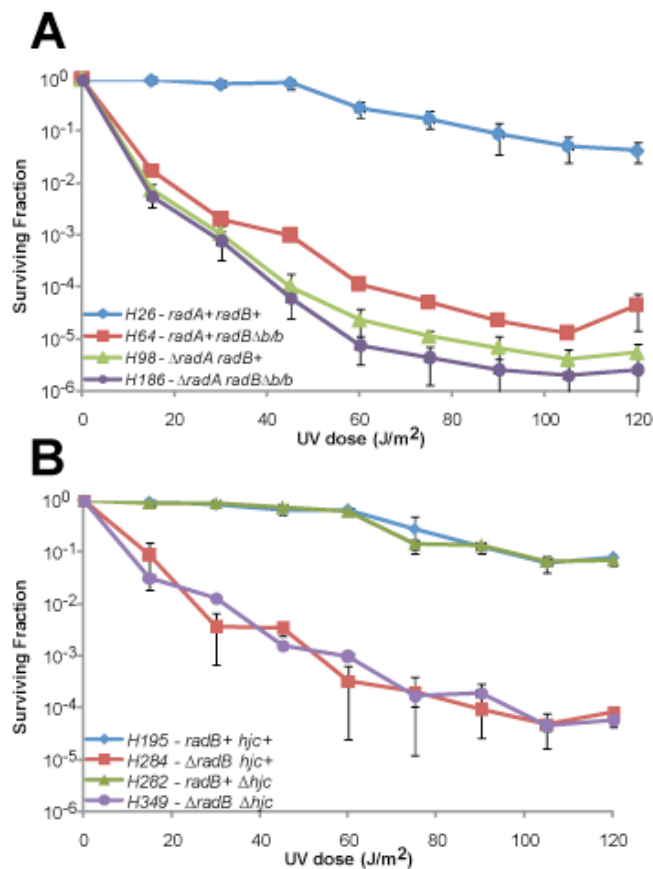 A
Surviving Fraction
10⁰
10⁻¹
10⁻²
10⁻³
10⁻⁴
10⁻⁵
10⁻⁶
H26 - radA+ radB+
H64 - radA+ radBΔb/b
H98 - ΔradA radB+
H186 - ΔradA radBΔb/b
0 20 40 60 80 100 120
UV dose (J/m²)
B
Surviving Fraction
10⁰
10⁻¹
10⁻²
10⁻³
10⁻⁴
10⁻⁵
10⁻⁶
H195 - radB+ hjc+
H284 - ΔradB hjc+
H282 - radB+ Δhjc
H349 - ΔradB Δhjc
0 20 40 60 80 100 120
UV dose (J/m²)